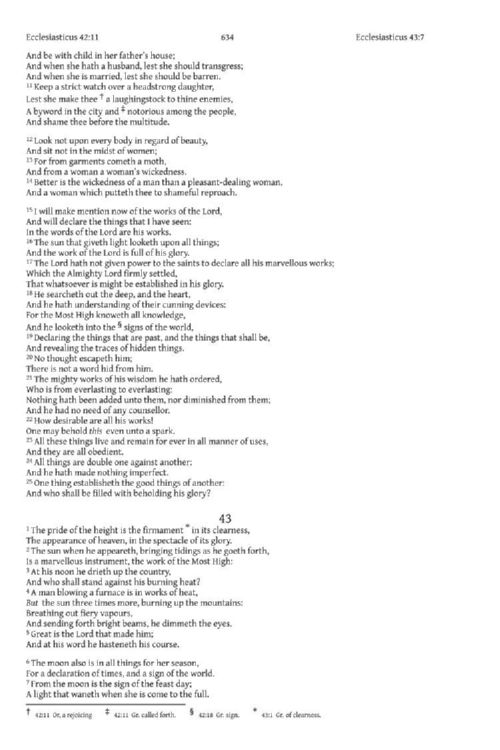 Ecclesiasticus 42:11 634 Ecclesiasticus 43:7
And be with child in her father's house;
And when she hath a husband, lest she should transgress;
And when she is married, lest she should be barren.
11 Keep a strict watch over a headstrong daughter,
Lest she make thee † a laughingstock to thine enemies,
A byword in the city and ‡ notorious among the people,
And shame thee before the multitude.
12 Look not upon every body in regard of beauty,
And sit not in the midst of women;
13 For from garments cometh a moth,
And from a woman a woman's wickedness.
14 Better is the wickedness of a man than a pleasant-dealing woman,
And a woman which putteth thee to shameful reproach.
15 I will make mention now of the works of the Lord,
And will declare the things that I have seen:
In the words of the Lord are his works.
16 The sun that giveth light looketh upon all things;
And the work of the Lord is full of his glory.
17 The Lord hath not given power to the saints to declare all his marvellous works;
Which the Almighty Lord firmly settled,
That whatsoever is might be established in his glory.
18 He searcheth out the deep, and the heart,
And he hath understanding of their cunning devices:
For the Most High knoweth all knowledge,
And he looketh into the § signs of the world,
19 Declaring the things that are past, and the things that shall be,
And revealing the traces of hidden things.
20 No thought escapeth him;
There is not a word hid from him.
21 The mighty works of his wisdom he hath ordered,
Who is from everlasting to everlasting:
Nothing hath been added unto them, nor diminished from them;
And he had no need of any counsellor.
22 How desirable are all his works!
One may behold this even unto a spark.
23 All these things live and remain for ever in all manner of uses,
And they are all obedient.
24 All things are double one against another:
And he hath made nothing imperfect.
25 One thing establisheth the good things of another:
And who shall be filled with beholding his glory?
43
1 The pride of the height is the firmament * in its clearness,
The appearance of heaven, in the spectacle of its glory.
2 The sun when he appeareth, bringing tidings as he goeth forth,
Is a marvellous instrument, the work of the Most High:
3 At his noon he drieth up the country,
And who shall stand against his burning heat?
4 A man blowing a furnace is in works of heat,
But the sun three times more, burning up the mountains:
Breathing out fiery vapours,
And sending forth bright beams, he dimmeth the eyes.
5 Great is the Lord that made him;
And at his word he hasteneth his course.
6 The moon also is in all things for her season,
For a declaration of times, and a sign of the world.
7 From the moon is the sign of the feast day;
A light that waneth when she is come to the full.
† 42:11 Or, a rejoicing ‡ 42:11 Gr. called forth. § 42:18 Gr. sign. * 43:1 Gr. of clearness.